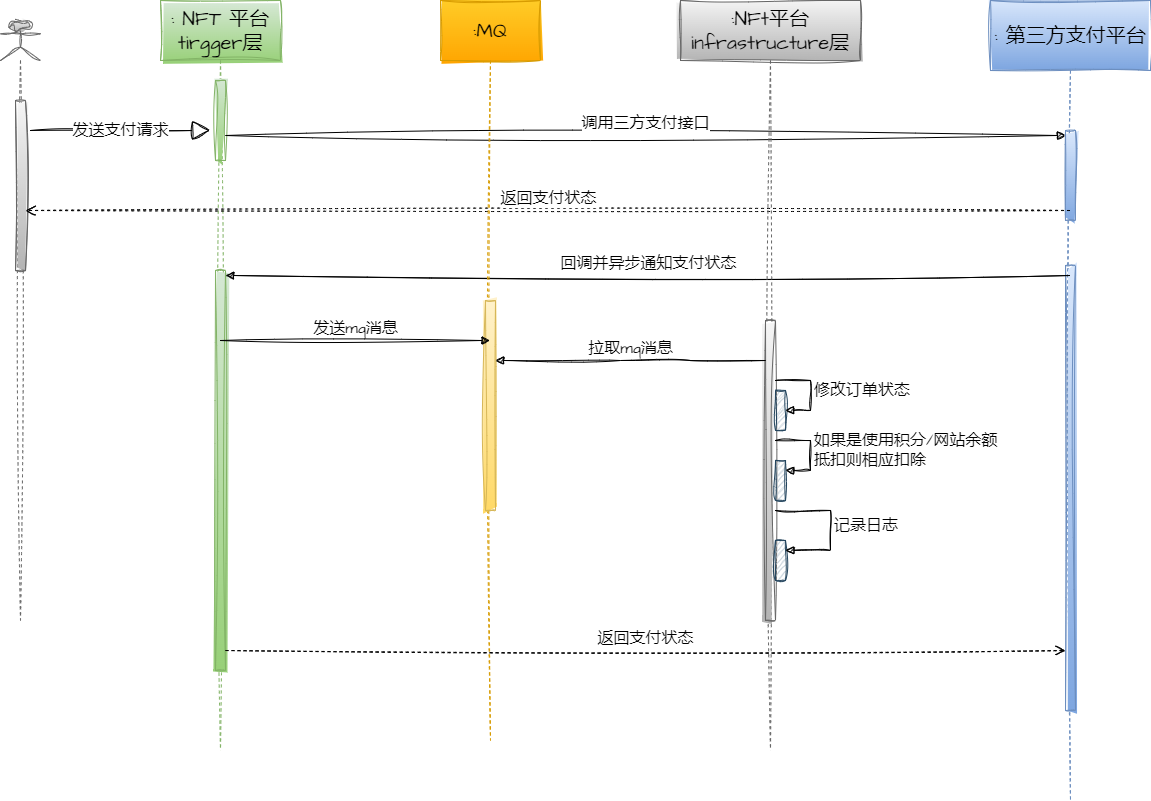 : NFT 平台
tirgger层
:MQ
:NFt平台
infrastructure层
: 第三方支付平台
发送支付请求
调用三方支付接口
返回支付状态
回调并异步通知支付状态
发送mq消息
拉取mq消息
修改订单状态
如果是使用积分/网站余额
抵扣则相应扣除
记录日志
返回支付状态